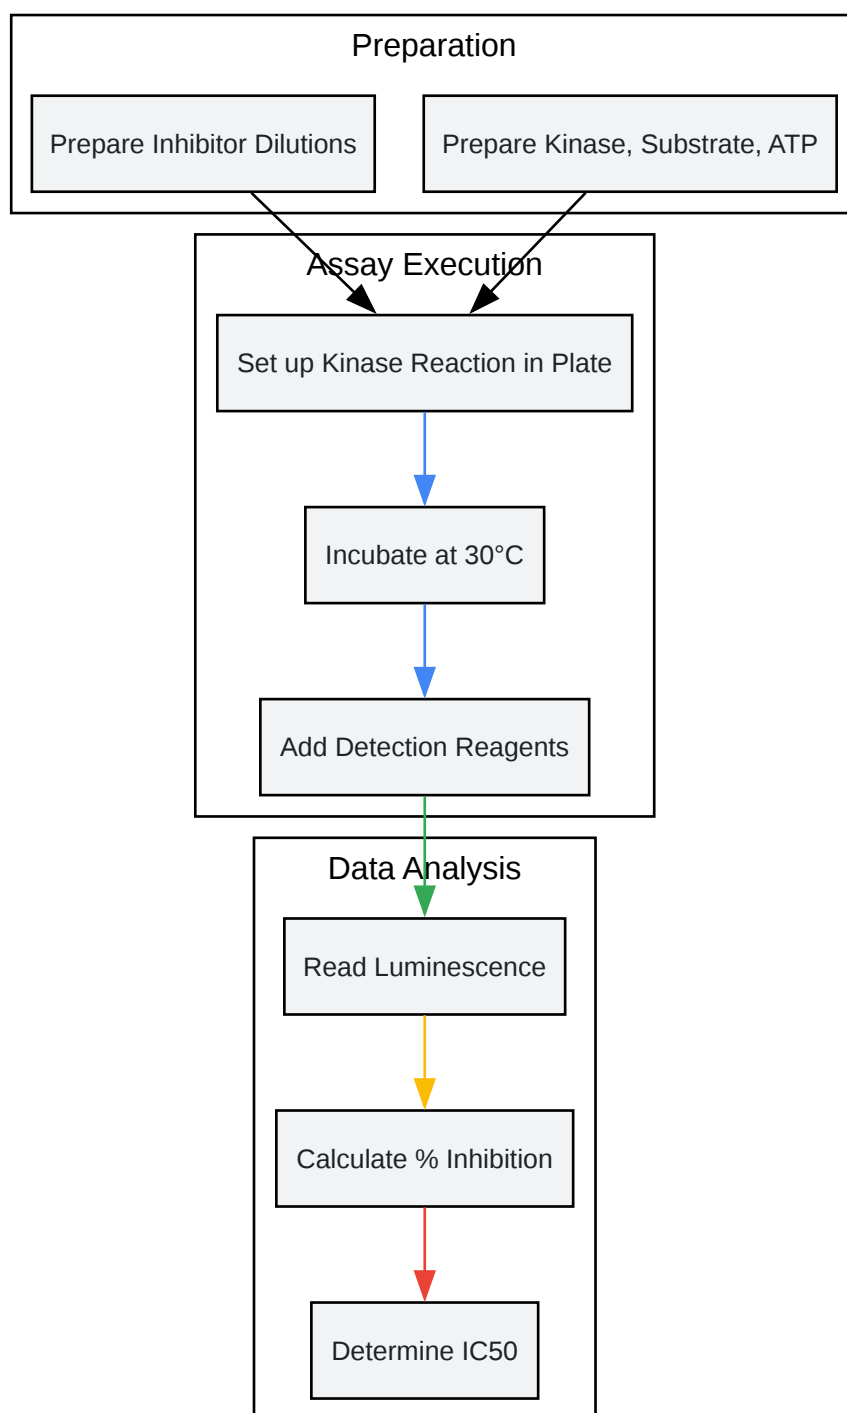 Preparation
Prepare Inhibitor Dilutions
Prepare Kinase, Substrate, ATP
Assay Execution
Set up Kinase Reaction in Plate
Incubate at 30°C
Add Detection Reagents
Data Analysis
Read Luminescence
Calculate % Inhibition
Determine IC50